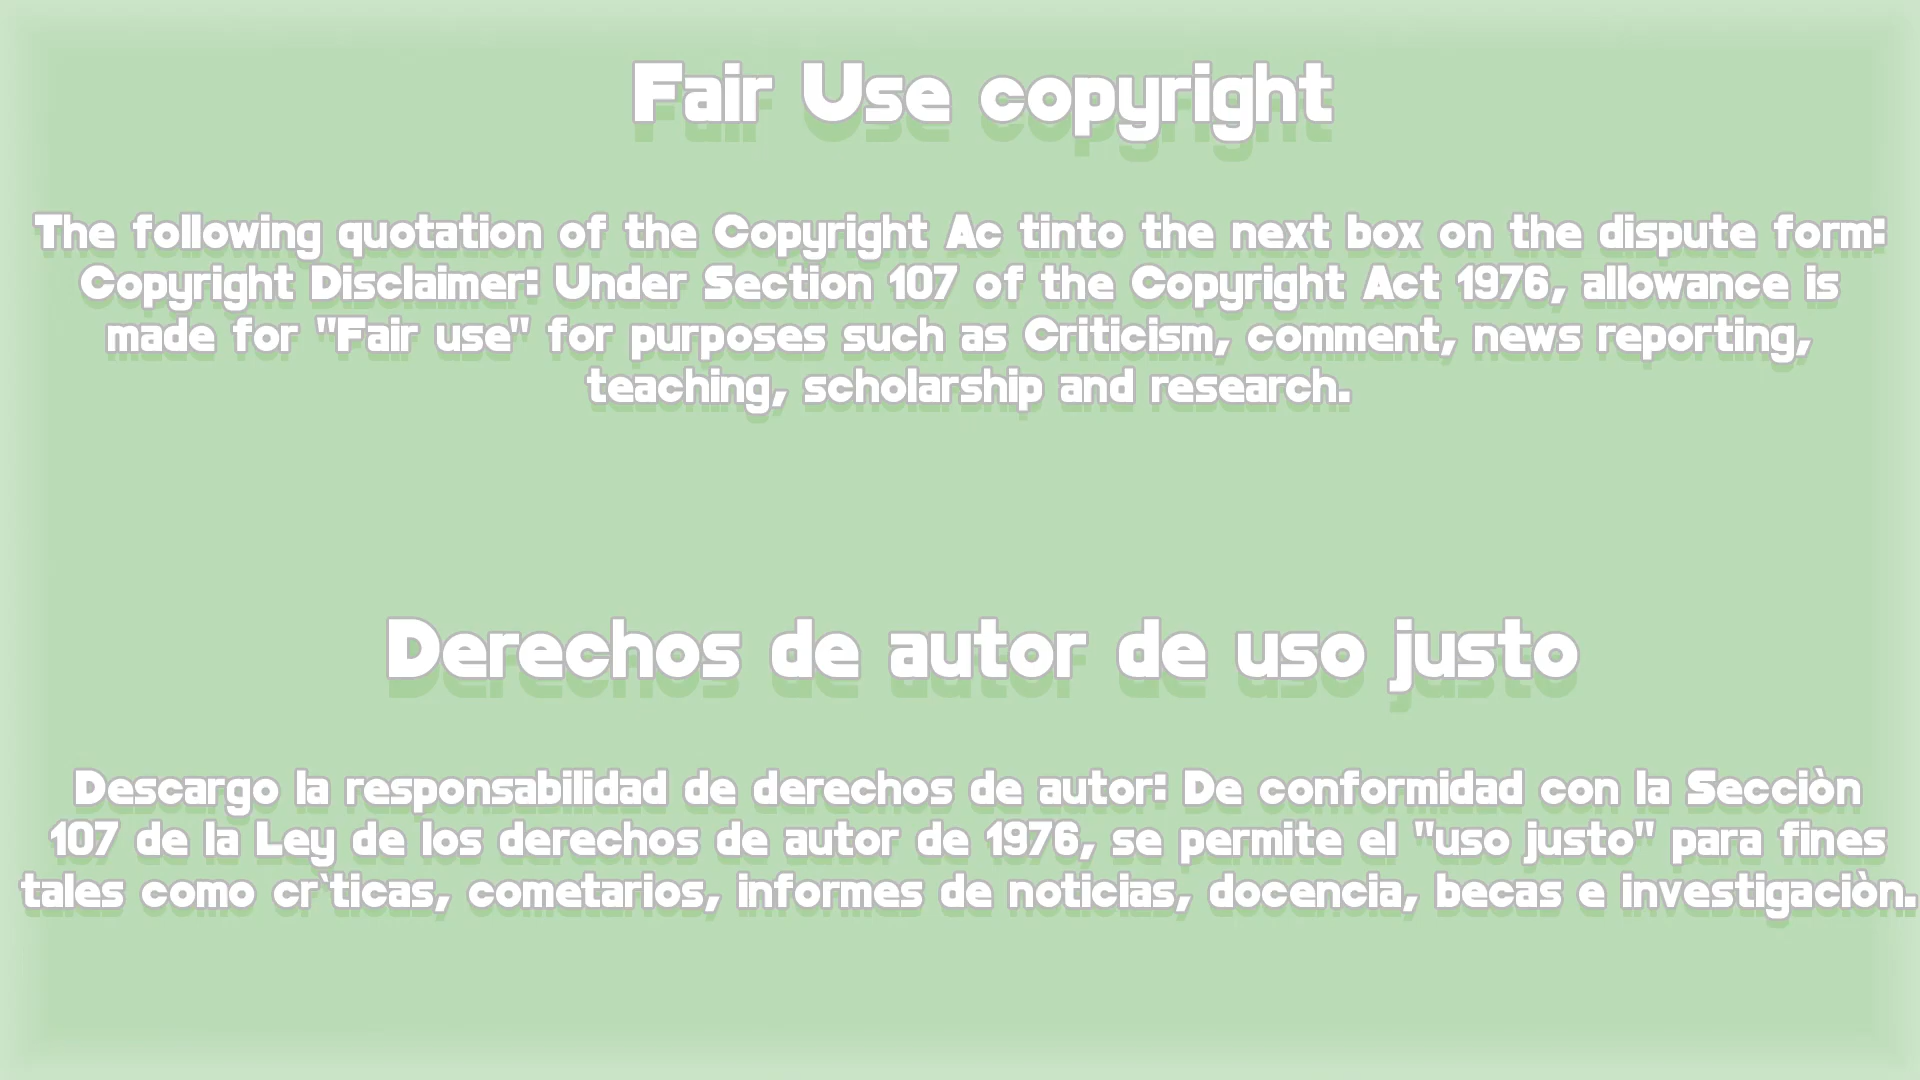 Fair Use copyright
The following quotation of the Copyright Ac tinto the next box on the dispute form:
Copyright Disclaimer: Under Section 107 of the Copyright Act 1976, allowance is
made for "Fair use" for purposes such as Criticism, comment, news reporting,
teaching, scholarship and research.
Derechos de autor de uso justo
Descargo la responsabilidad de derechos de autor: De conformidad con la Secciòn
107 de la Ley de los derechos de autor de 1976, se permite el "uso justo" para fines
tales como cr`ticas, cometarios, informes de noticias, docencia, becas e investigaciòn.